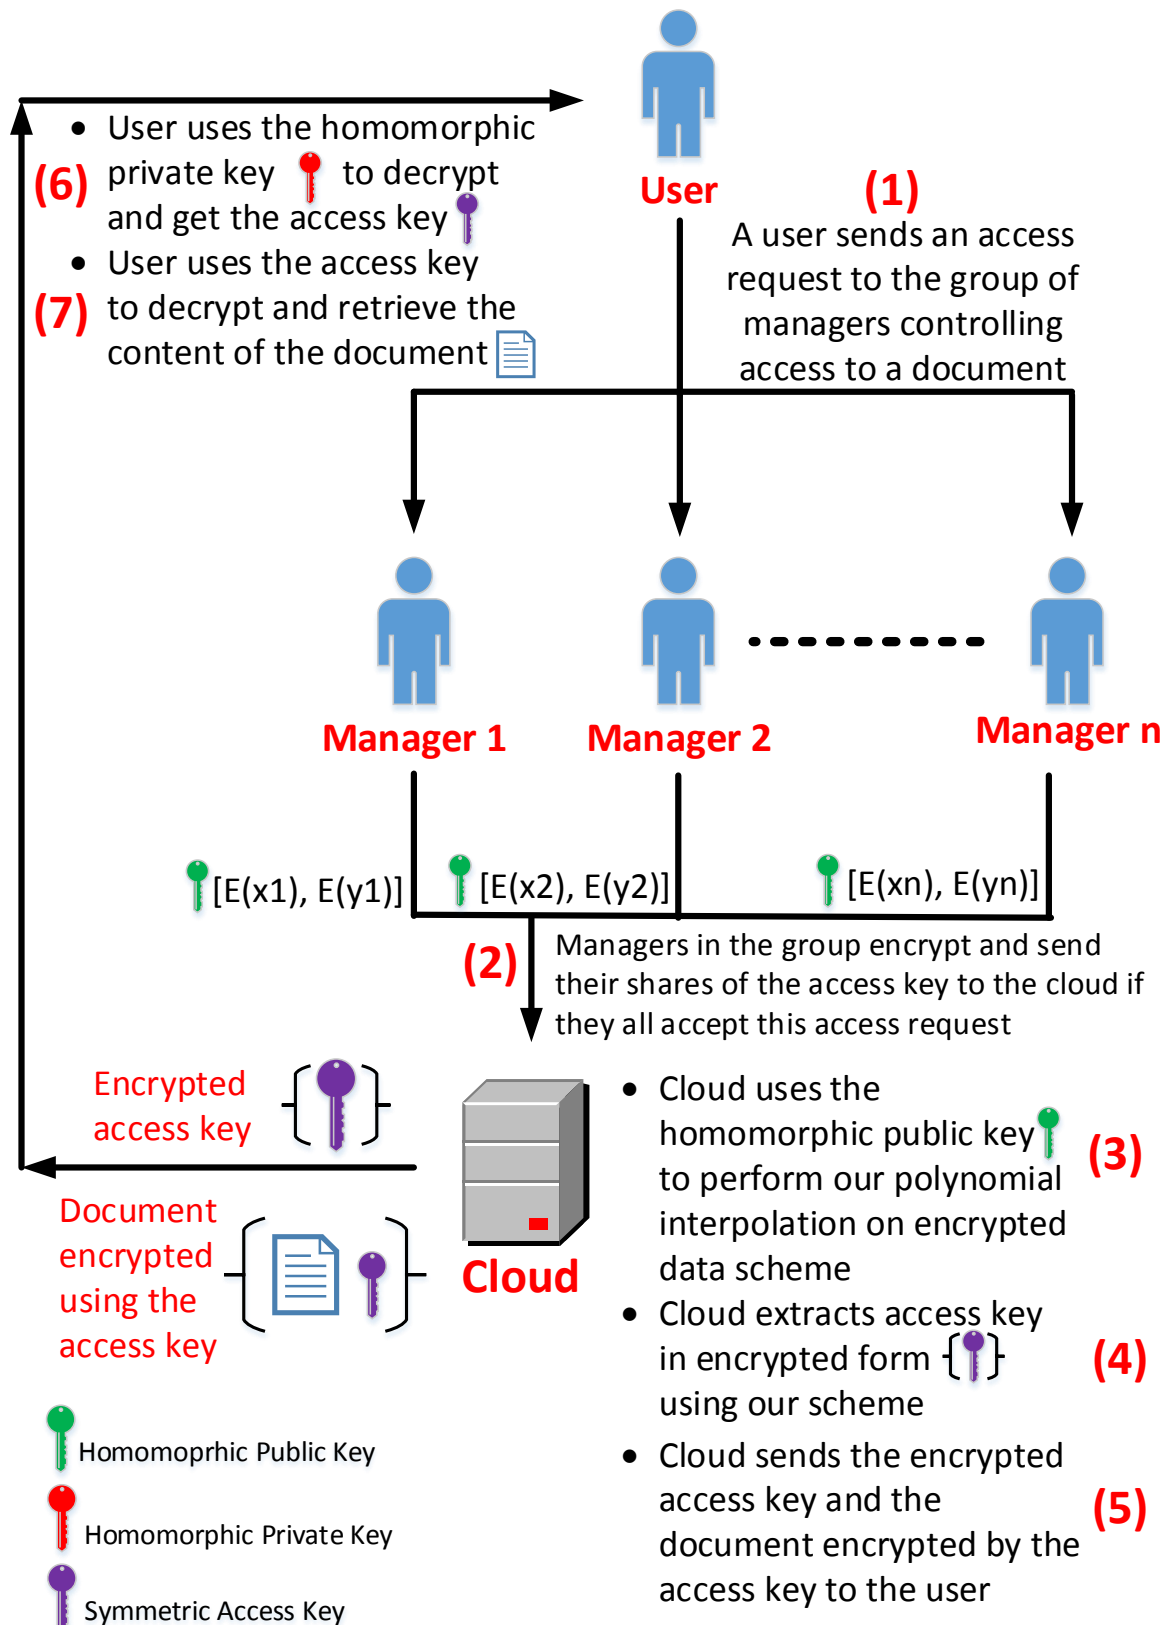 • User uses the homomorphic
(6) private key to decrypt
and get the access key
• User uses the access key
(7) to decrypt and retrieve the
content of the document
User
(1)
A user sends an access
request to the group of
managers controlling
access to a document
Manager 1
Manager 2
Manager n
[E(x1), E(y1)]
[E(x2), E(y2)]
[E(xn), E(yn)]
(2)
Managers in the group encrypt and send
their shares of the access key to the cloud if
they all accept this access request
Encrypted
access key
Document
encrypted
using the
access key
Cloud
• Cloud uses the
homomorphic public key
(3)
to perform our polynomial
interpolation on encrypted
data scheme
• Cloud extracts access key
in encrypted form
(4)
using our scheme
• Cloud sends the encrypted
access key and the
(5)
document encrypted by the
access key to the user
Homomoprhic Public Key
Homomorphic Private Key
Symmetric Access Key